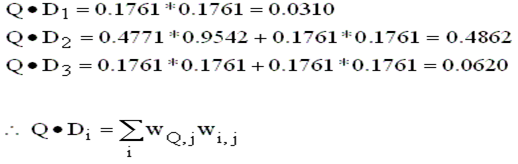 Q • D₁ = 0.1761 * 0.1761 = 0.0310
Q • D₂ = 0.4771 * 0.9542 + 0.1761 * 0.1761 = 0.4862
Q • D₃ = 0.1761 * 0.1761 + 0.1761 * 0.1761 = 0.0620
∴ Q • Dᵢ = ∑ᵢ w_{Q,j} w_{i,j}